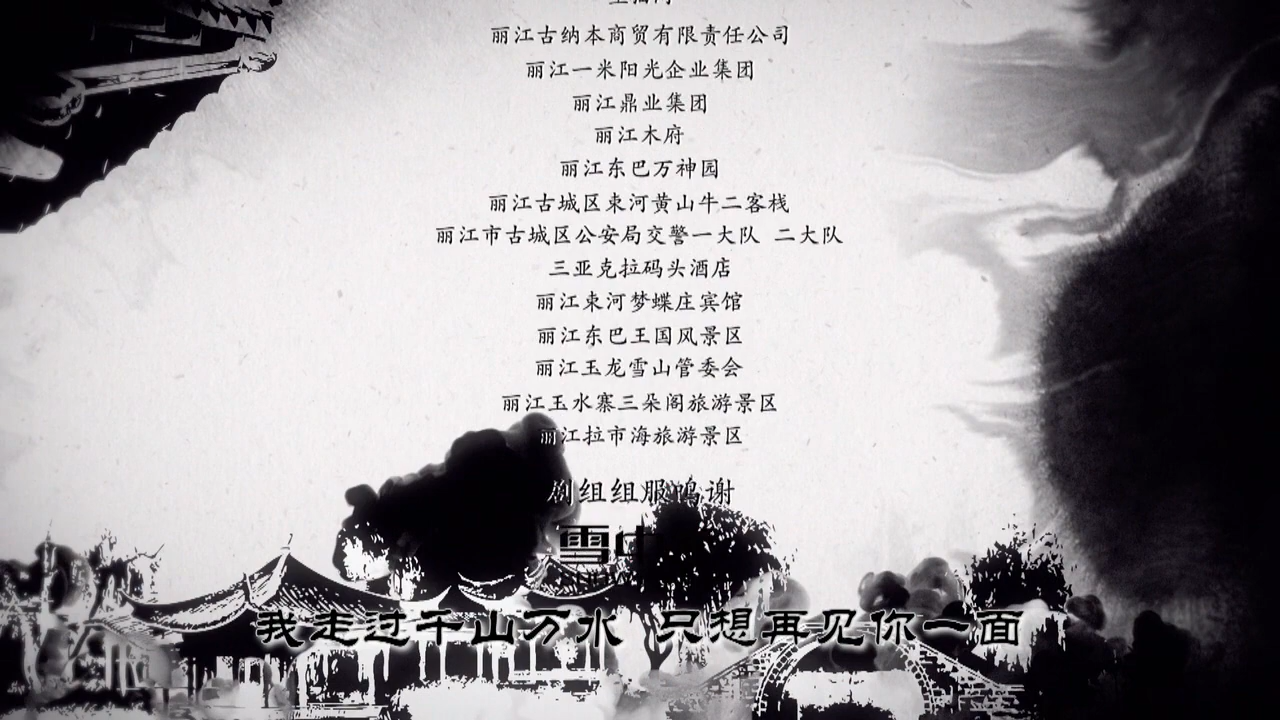 丽江古纳本商贸有限责任公司
丽江一米阳光企业集团
丽江鼎业集团
丽江木府
丽江东巴万神园
丽江古城区束河黄山牛二客栈
丽江市古城区公安局交警一大队 二大队
三亚克拉码头酒店
丽江束河梦蝶庄宾馆
丽江东巴王国风景区
丽江玉龙雪山管委会
丽江玉水寨三朵阁旅游景区
丽江拉市海旅游景区
剧组组服鸣谢
雪中
我走过千山万水 只想再见你一面